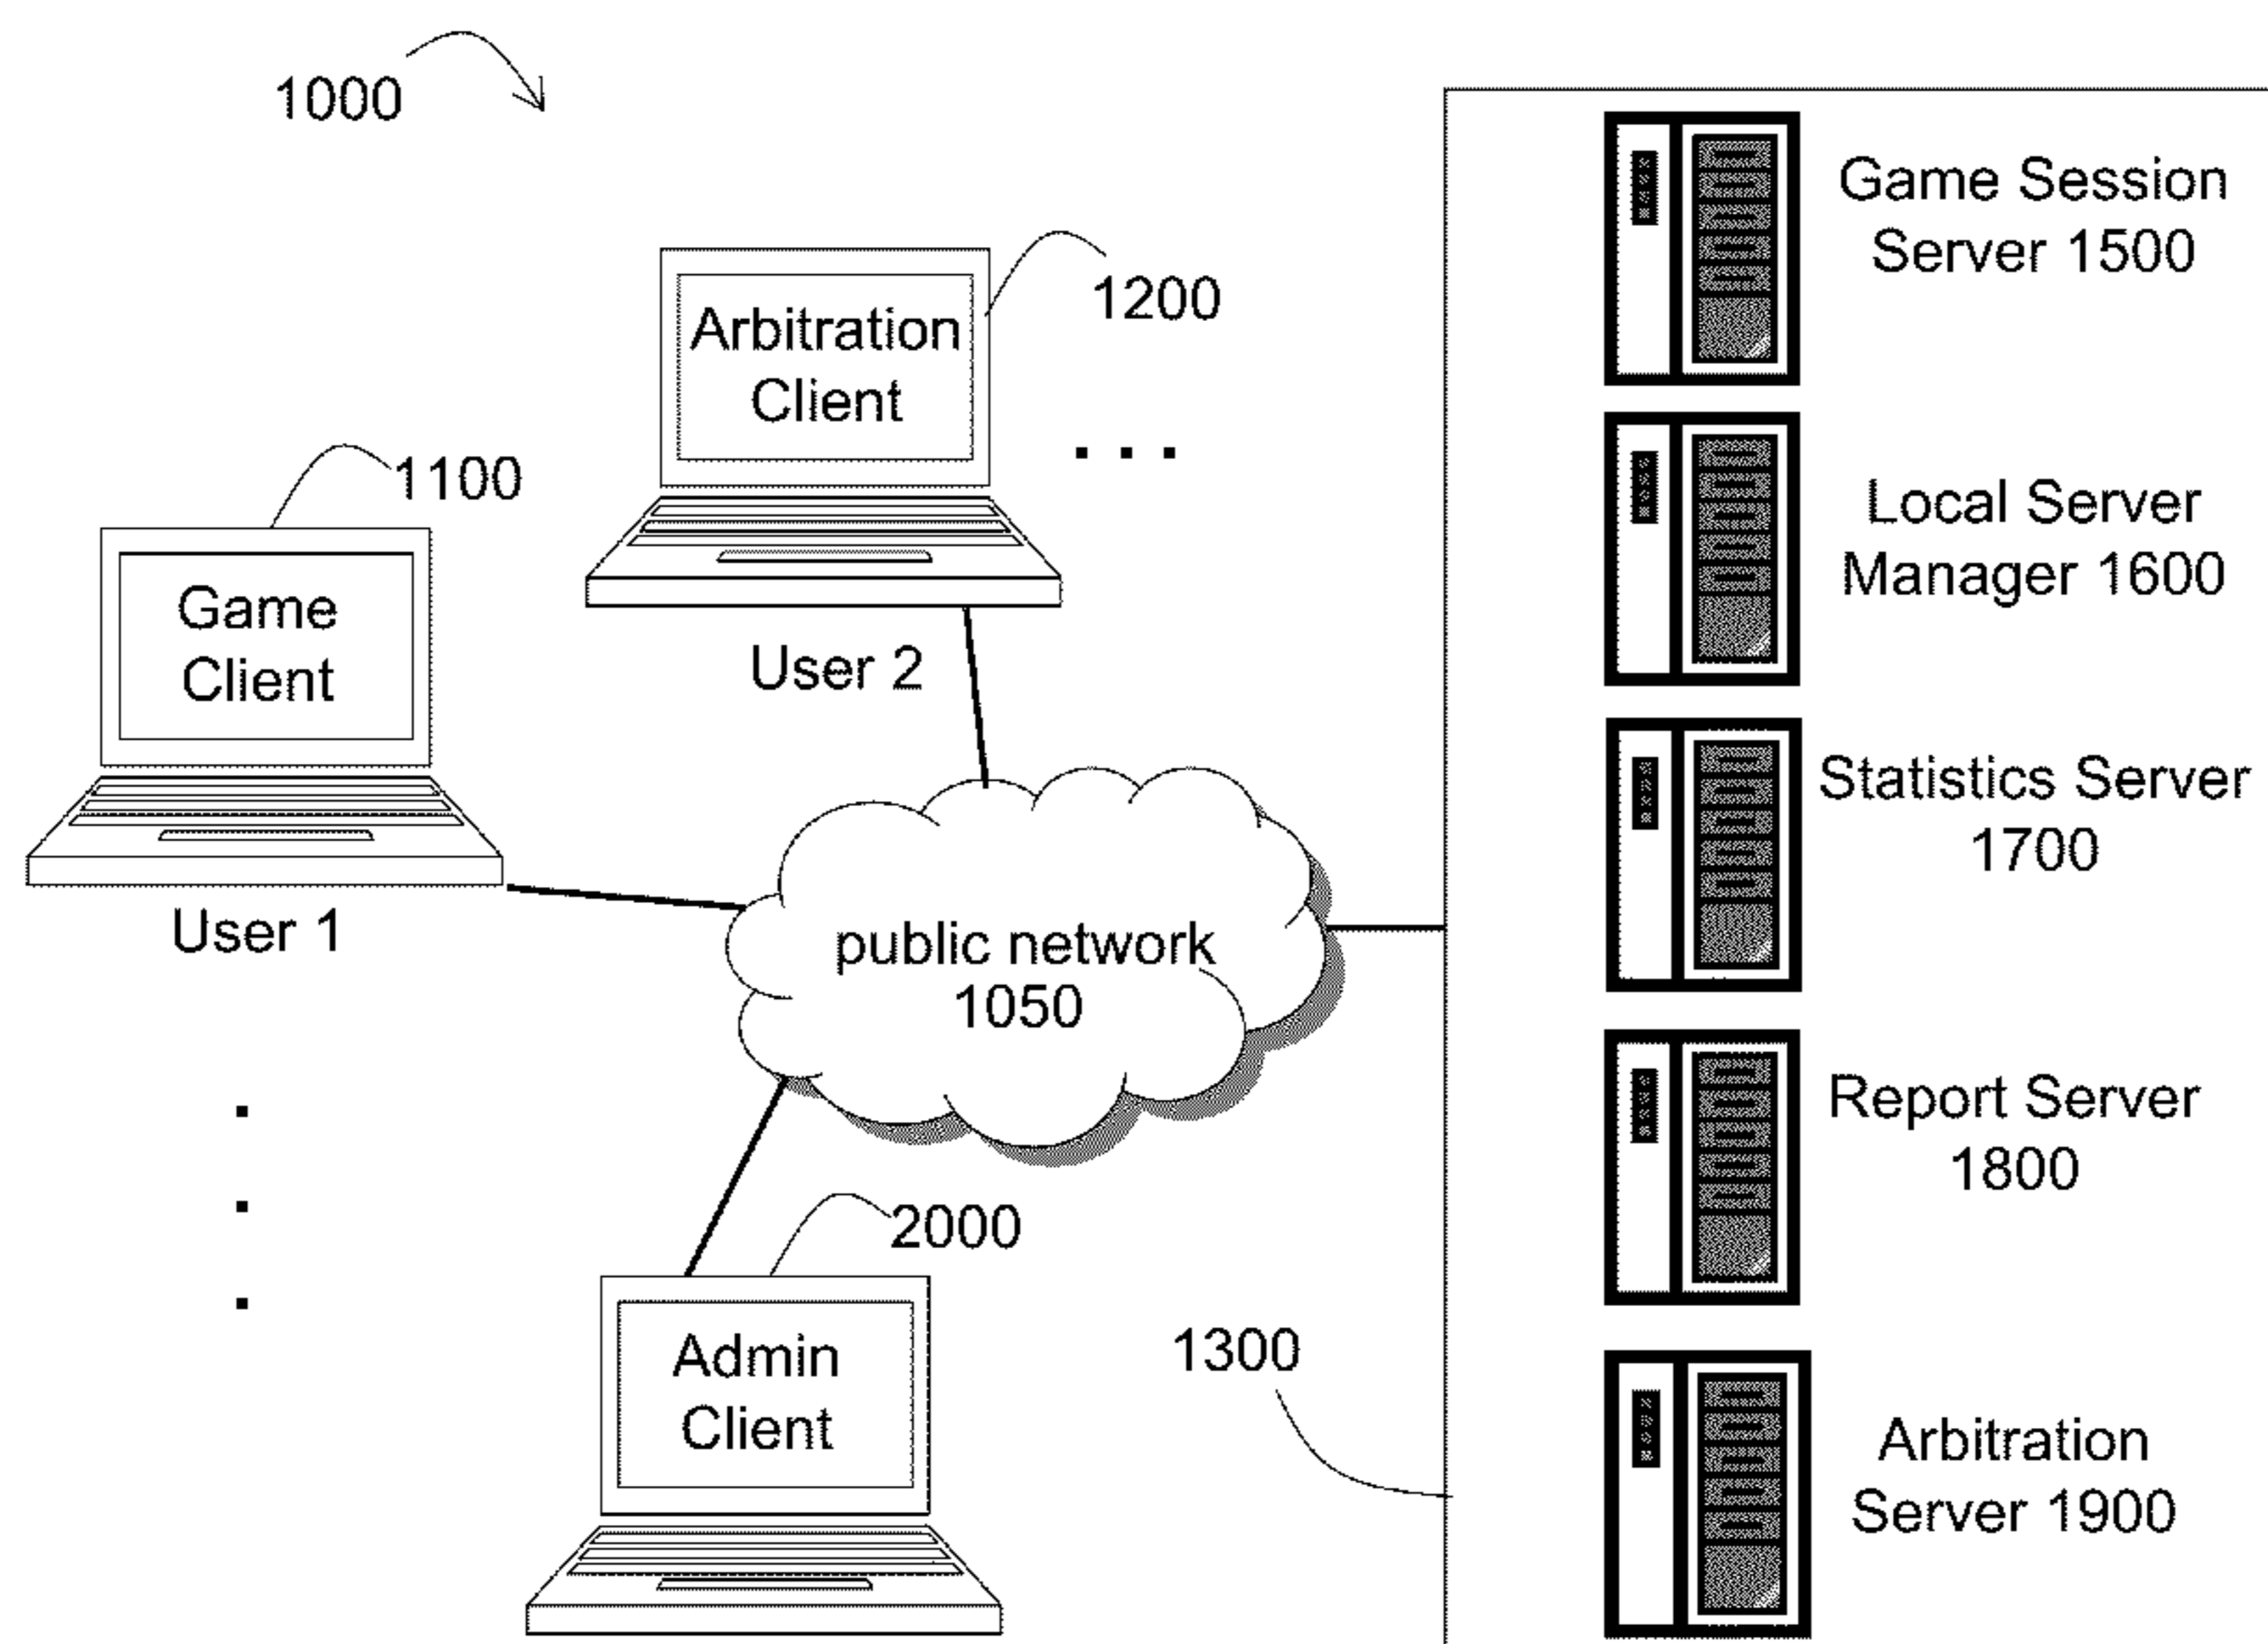 1000
Arbitration
Client
1200
User 2
1100
Game
Client
User 1
public network
1050
2000
Admin
Client
1300
Game Session
Server 1500
Local Server
Manager 1600
Statistics Server
1700
Report Server
1800
Arbitration
Server 1900